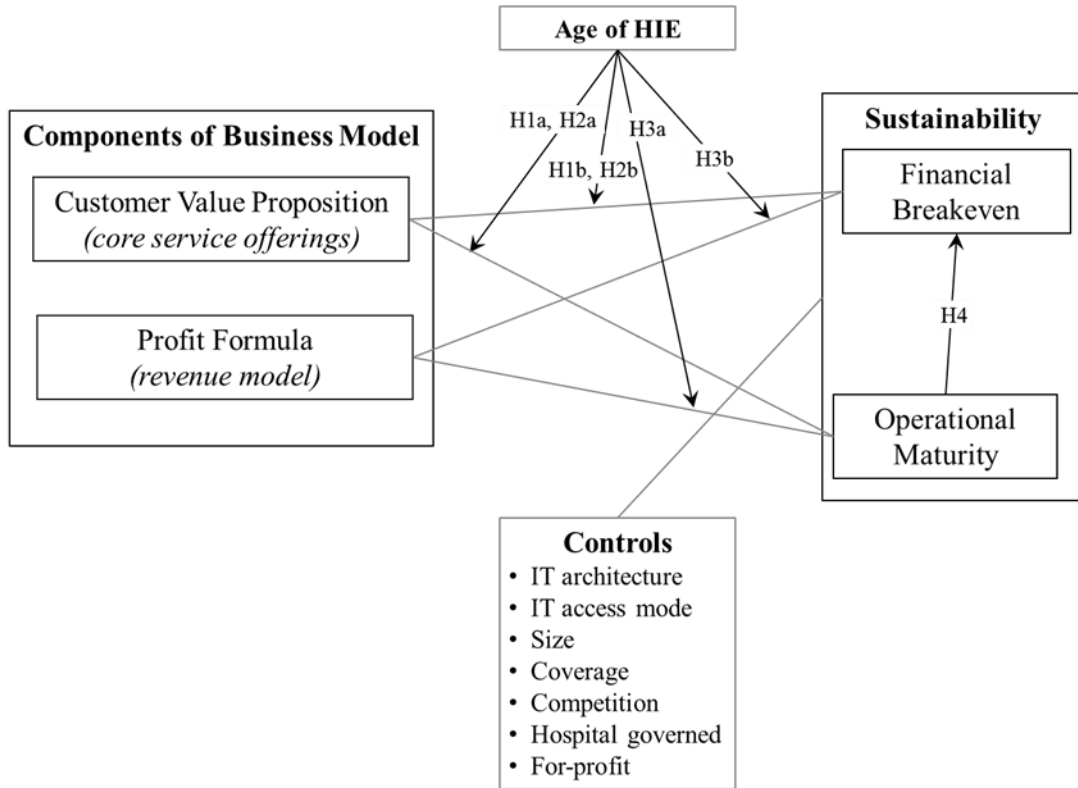 Age of HIE
H1a, H2a
H3a
H1b, H2b
H3b
Components of Business Model
Customer Value Proposition
(core service offerings)
Profit Formula
(revenue model)
Sustainability
Financial
Breakeven
H4
Operational
Maturity
Controls
• IT architecture
• IT access mode
• Size
• Coverage
• Competition
• Hospital governed
• For-profit